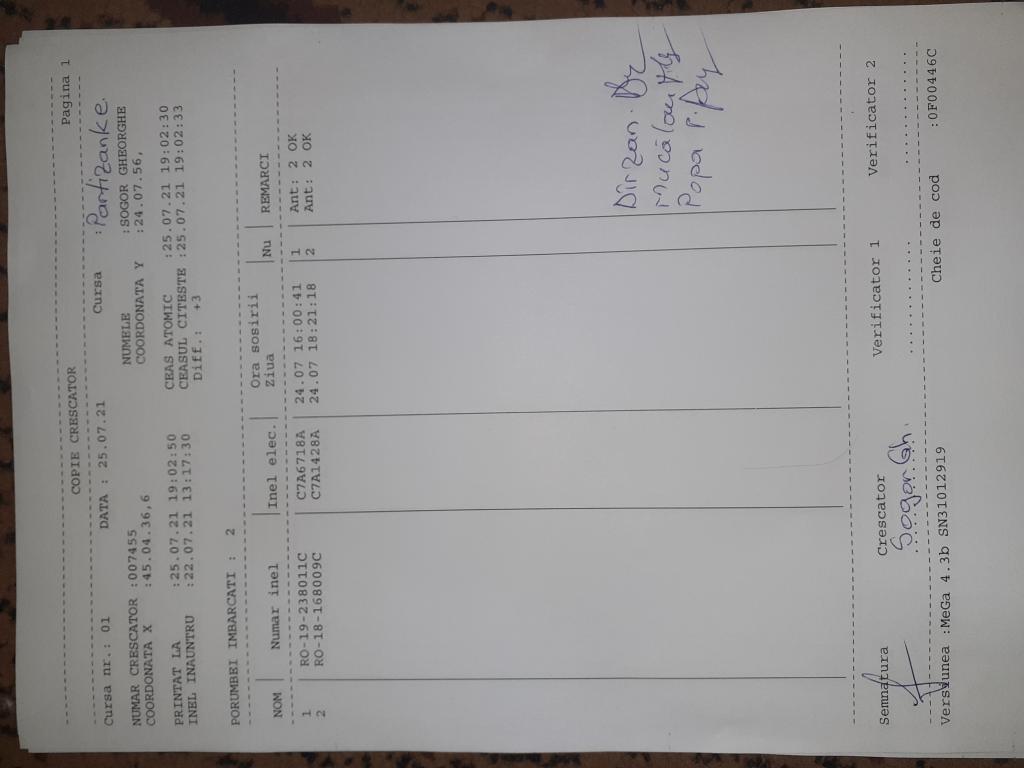 Pagina 1
COPIE CRESCATOR
Cursa nr.: 01 DATA : 25.07.21 Cursa : Partizanke.
NUMAR CRESCATOR :007455 NUMELE :SOGOR GHEORGHE
COORDONATA X :45.04.36,6 COORDONATA Y :24.07.56,
PRINTAT LA :25.07.21 19:02:50 CEAS ATOMIC :25.07.21 19:02:30
INEL INAUNTRU :22.07.21 13:17:30 CEASUL CITESTE :25.07.21 19:02:33
Diff.: +3
PORUMBEI IMBARCATI : 2
NOM Numar inel Inel elec. Ora sosirii Nu REMARCI
Ziua
1 RO-19-238011C C7A6718A 24.07 16:00:41 1 Ant: 2 OK
2 RO-18-168009C C7A1428A 24.07 18:21:18 2 Ant: 2 OK
Dîrzan.
Popa
Semnatura Crescator Verificator 1 Verificator 2
Sogor Gh.
Versiunea :MeGa 4.3b SN31012919 Cheie de cod :0F00446C